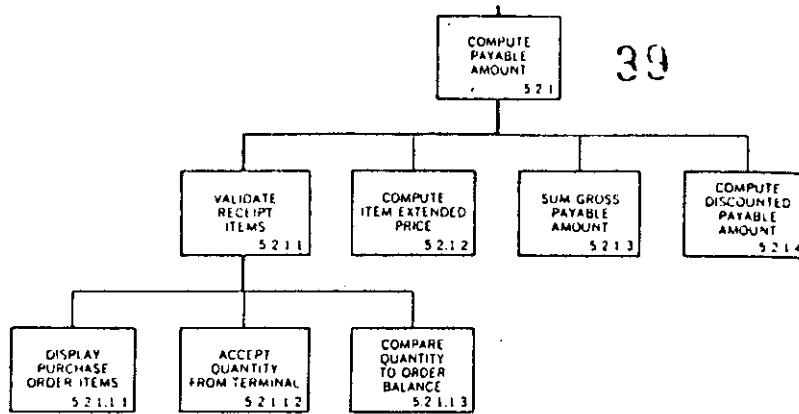 COMPUTE
PAYABLE
AMOUNT
5.2.1
39
VALIDATE
RECEIPT
ITEMS
5.2.1.1
COMPUTE
ITEM EXTENDED
PRICE
5.2.1.2
SUM GROSS
PAYABLE
AMOUNT
5.2.1.3
COMPUTE
DISCOUNTED
PAYABLE
AMOUNT
5.2.1.4
DISPLAY
PURCHASE
ORDER ITEMS
5.2.1.1.1
ACCEPT
QUANTITY
FROM TERMINAL
5.2.1.1.2
COMPARE
QUANTITY
TO ORDER
BALANCE
5.2.1.1.3